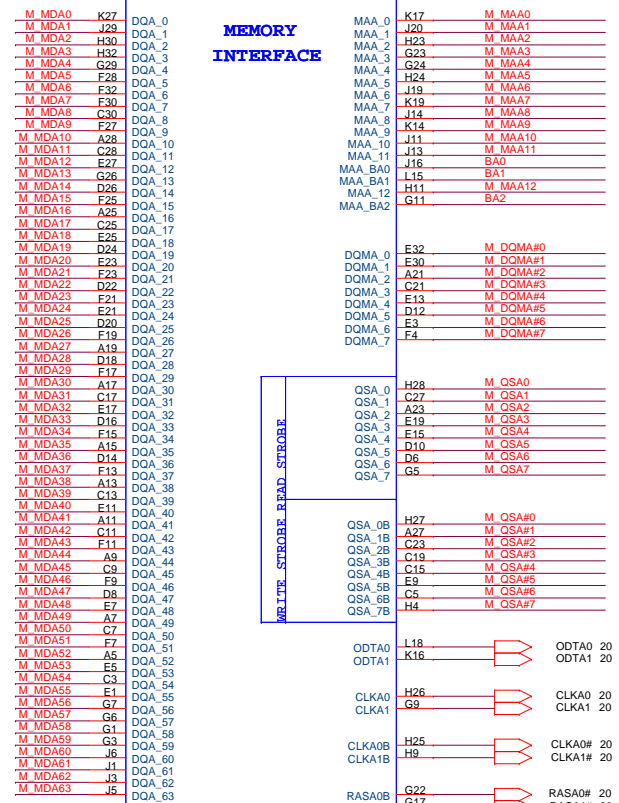 M_MDA0 K27 DQA_0
M_MDA1 J29 DQA_1
M_MDA2 H30 DQA_2
M_MDA3 H32 DQA_3
M_MDA4 G29 DQA_4
M_MDA5 F28 DQA_5
M_MDA6 F32 DQA_6
M_MDA7 F30 DQA_7
M_MDA8 C30 DQA_8
M_MDA9 F27 DQA_9
M_MDA10 A28 DQA_10
M_MDA11 C28 DQA_11
M_MDA12 E27 DQA_12
M_MDA13 G26 DQA_13
M_MDA14 D26 DQA_14
M_MDA15 F25 DQA_15
M_MDA16 A25 DQA_16
M_MDA17 C25 DQA_17
M_MDA18 E25 DQA_18
M_MDA19 D24 DQA_19
M_MDA20 E23 DQA_20
M_MDA21 F23 DQA_21
M_MDA22 D22 DQA_22
M_MDA23 F21 DQA_23
M_MDA24 E21 DQA_24
M_MDA25 D20 DQA_25
M_MDA26 F19 DQA_26
M_MDA27 A19 DQA_27
M_MDA28 D18 DQA_28
M_MDA29 F17 DQA_29
M_MDA30 A17 DQA_30
M_MDA31 C17 DQA_31
M_MDA32 E17 DQA_32
M_MDA33 D16 DQA_33
M_MDA34 F15 DQA_34
M_MDA35 A15 DQA_35
M_MDA36 D14 DQA_36
M_MDA37 F13 DQA_37
M_MDA38 A13 DQA_38
M_MDA39 C13 DQA_39
M_MDA40 E11 DQA_40
M_MDA41 A11 DQA_41
M_MDA42 C11 DQA_42
M_MDA43 F11 DQA_43
M_MDA44 A9 DQA_44
M_MDA45 C9 DQA_45
M_MDA46 F9 DQA_46
M_MDA47 D8 DQA_47
M_MDA48 E7 DQA_48
M_MDA49 A7 DQA_49
M_MDA50 C7 DQA_50
M_MDA51 F7 DQA_51
M_MDA52 A5 DQA_52
M_MDA53 E5 DQA_53
M_MDA54 C3 DQA_54
M_MDA55 E1 DQA_55
M_MDA56 G7 DQA_56
M_MDA57 G6 DQA_57
M_MDA58 G1 DQA_58
M_MDA59 G3 DQA_59
M_MDA60 J6 DQA_60
M_MDA61 J1 DQA_61
M_MDA62 J3 DQA_62
M_MDA63 J5 DQA_63
MEMORY
INTERFACE
MAA_0 K17 M_MAA0
MAA_1 J20 M_MAA1
MAA_2 H23 M_MAA2
MAA_3 G23 M_MAA3
MAA_4 G24 M_MAA4
MAA_5 H24 M_MAA5
MAA_6 J19 M_MAA6
MAA_7 K19 M_MAA7
MAA_8 J14 M_MAA8
MAA_9 K14 M_MAA9
MAA_10 J11 M_MAA10
MAA_11 J13 M_MAA11
MAA_BA0 J16 BA0
MAA_BA1 L15 BA1
MAA_12 H11 M_MAA12
MAA_BA2 G11 BA2
DQMA_0 E32 M_DQMA#0
DQMA_1 E30 M_DQMA#1
DQMA_2 A21 M_DQMA#2
DQMA_3 C21 M_DQMA#3
DQMA_4 E13 M_DQMA#4
DQMA_5 D12 M_DQMA#5
DQMA_6 E3 M_DQMA#6
DQMA_7 F4 M_DQMA#7
WRITE STROBE READ STROBE
QSA_0 H28 M_QSA0
QSA_1 C27 M_QSA1
QSA_2 A23 M_QSA2
QSA_3 E19 M_QSA3
QSA_4 E15 M_QSA4
QSA_5 D10 M_QSA5
QSA_6 D6 M_QSA6
QSA_7 G5 M_QSA7
QSA_0B H27 M_QSA#0
QSA_1B A27 M_QSA#1
QSA_2B C23 M_QSA#2
QSA_3B C19 M_QSA#3
QSA_4B C15 M_QSA#4
QSA_5B E9 M_QSA#5
QSA_6B C5 M_QSA#6
QSA_7B H4 M_QSA#7
ODTA0 L18 ODTA0 20
ODTA1 K16 ODTA1 20
CLKA0 H26 CLKA0 20
CLKA1 G9 CLKA1 20
CLKA0B H25 CLKA0# 20
CLKA1B H9 CLKA1# 20
RASA0B G22 RASA0# 20
G17